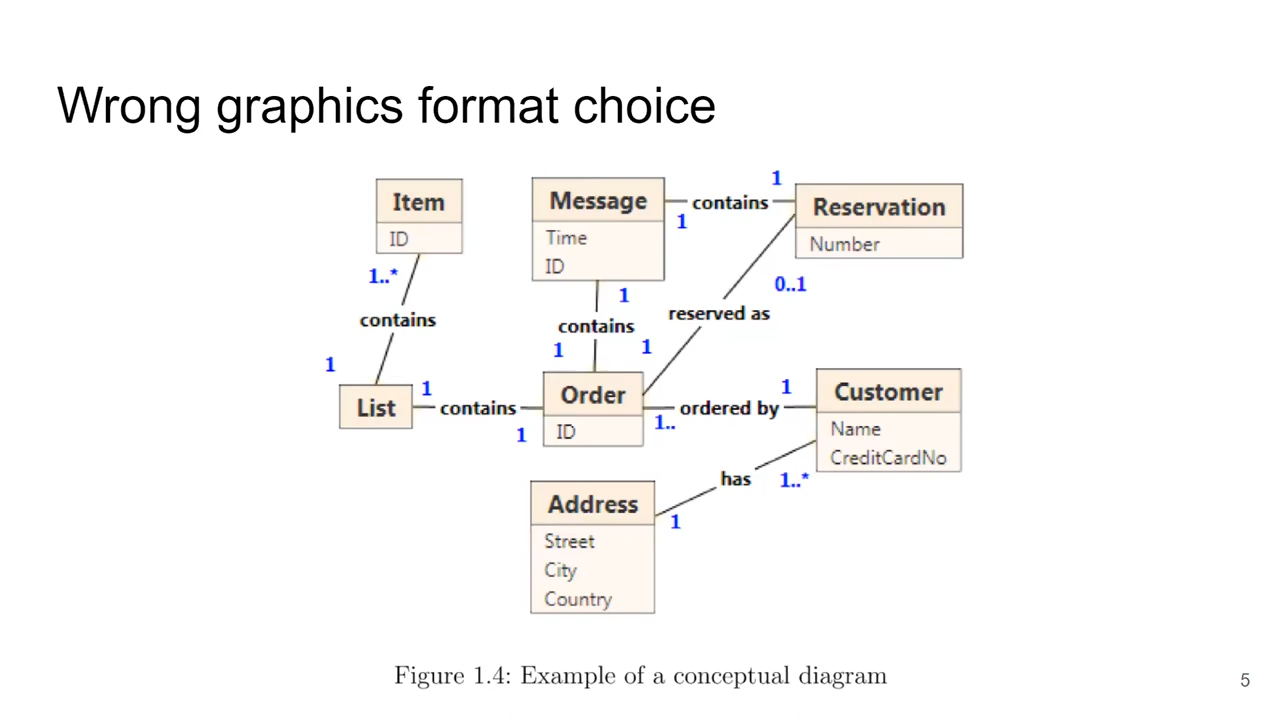 Wrong graphics format choice
Item
ID
1..*
contains
1
List
1
contains
1
Message
Time
ID
1
contains
1
1
contains
1
Reservation
Number
0..1
reserved as
1
Order
ID
1..
ordered by
1
Customer
Name
CreditCardNo
1..*
has
1
Address
Street
City
Country
Figure 1.4: Example of a conceptual diagram
5